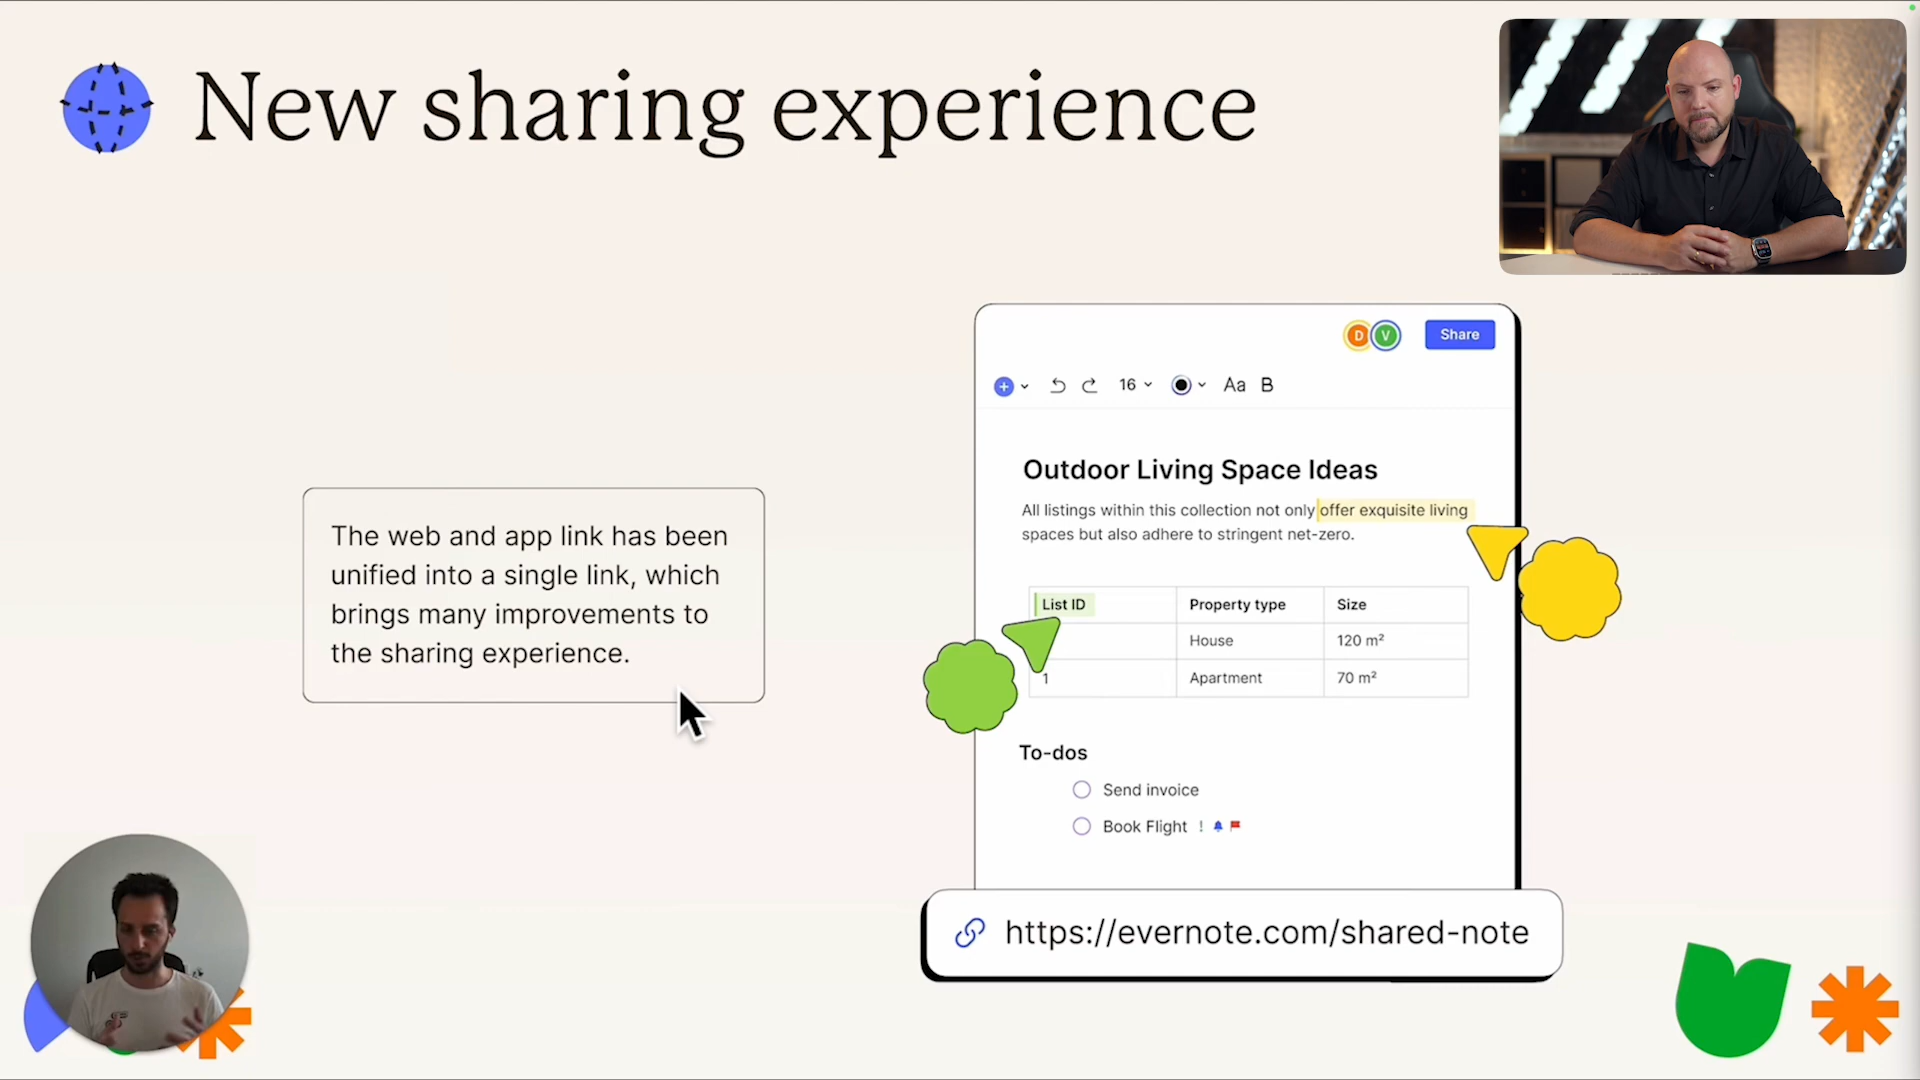 New sharing experience
D V Share
16 Aa B
Outdoor Living Space Ideas
All listings within this collection not only offer exquisite living
spaces but also adhere to stringent net-zero.
The web and app link has been
unified into a single link, which
brings many improvements to
the sharing experience.
List ID Property type Size
House 120 m²
1 Apartment 70 m²
To-dos
Send invoice
Book Flight !
https://evernote.com/shared-note